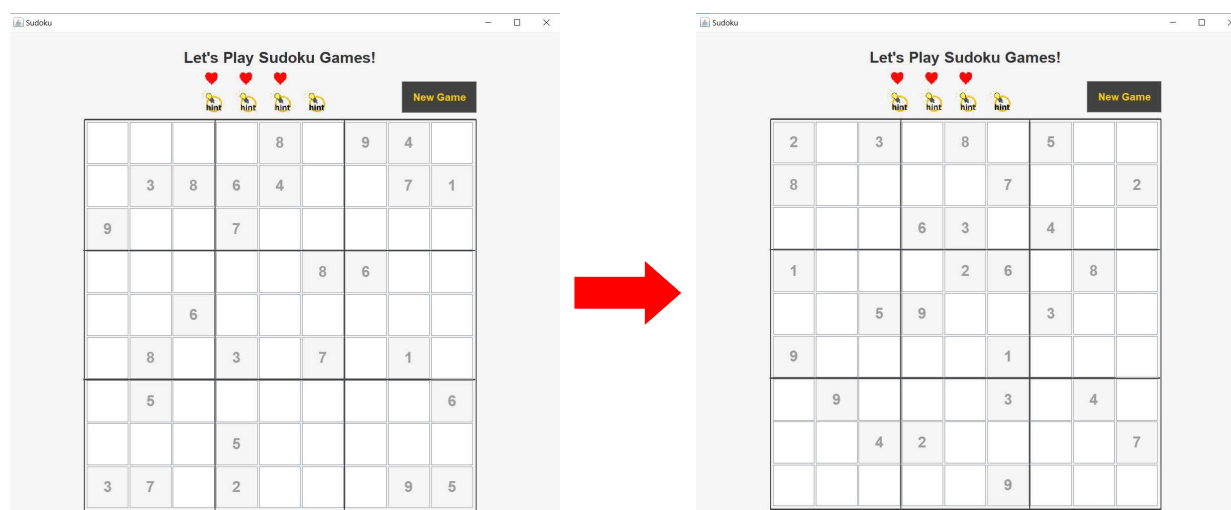 Sudoku
Let's Play Sudoku Games!
hint hint hint hint
New Game
8 9 4
3 8 6 4 7 1
9 7
8 6
6
8 3 7 1
5 6
5
3 7 2 9 5
Sudoku
Let's Play Sudoku Games!
hint hint hint hint
New Game
2 3 8 5
8 7 2
6 3 4
1 2 6 8
5 9 3
9 1
9 3 4
4 2 7
9